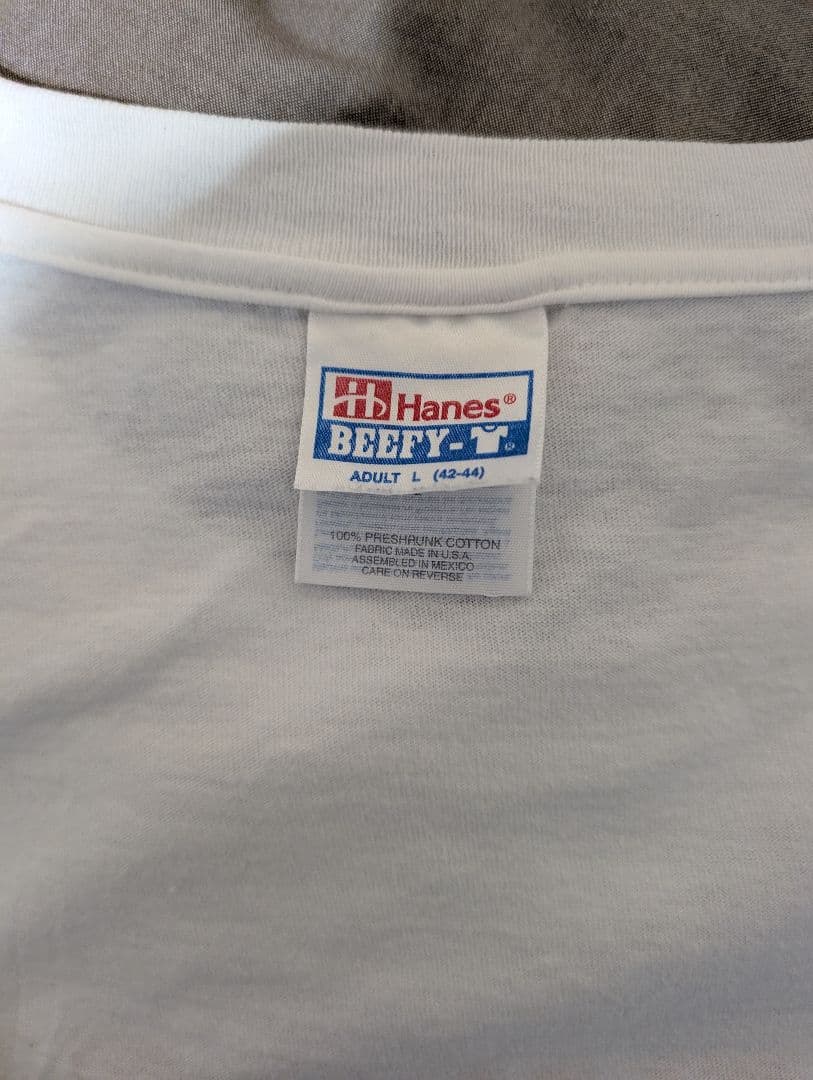 Hanes®
BEEFY-T®
ADULT L (42-44)
100% PRESHRUNK COTTON
FABRIC MADE IN U.S.A.
ASSEMBLED IN MEXICO
CARE ON REVERSE